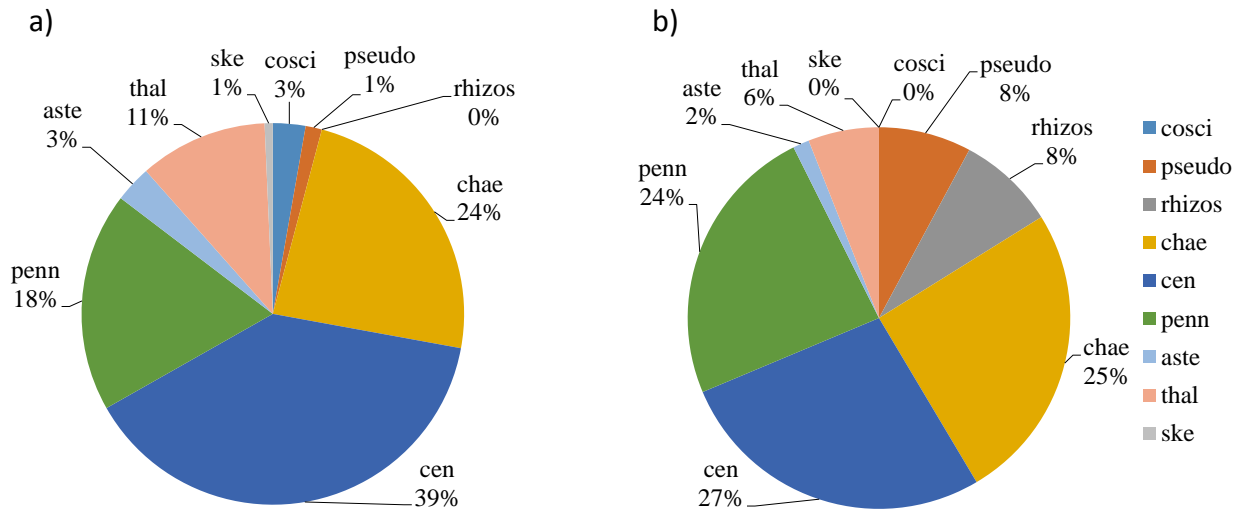 a)
ske
1%
cosci
3%
pseudo
1%
rhizos
0%
thal
11%
aste
3%
chae
24%
penn
18%
cen
39%
b)
ske
0%
cosci
0%
pseudo
8%
thal
6%
aste
2%
rhizos
8%
penn
24%
chae
25%
cen
27%
cosci
pseudo
rhizos
chae
cen
penn
aste
thal
ske